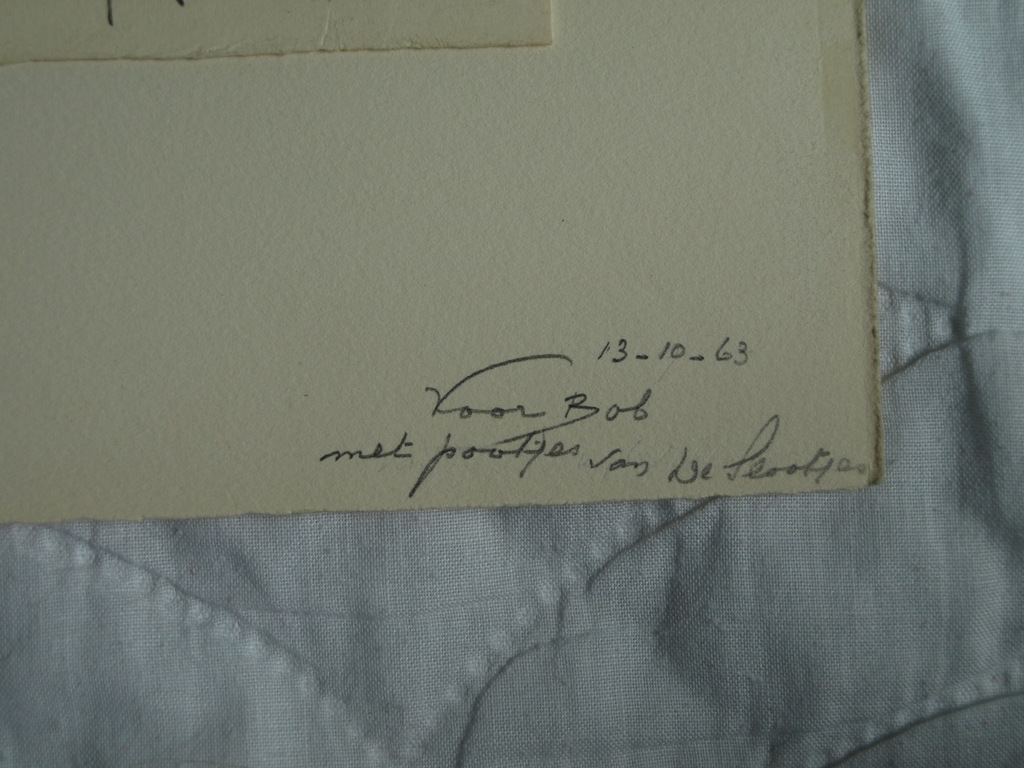 13-10-63
Voor Bob
met pootjes van De Slootjes